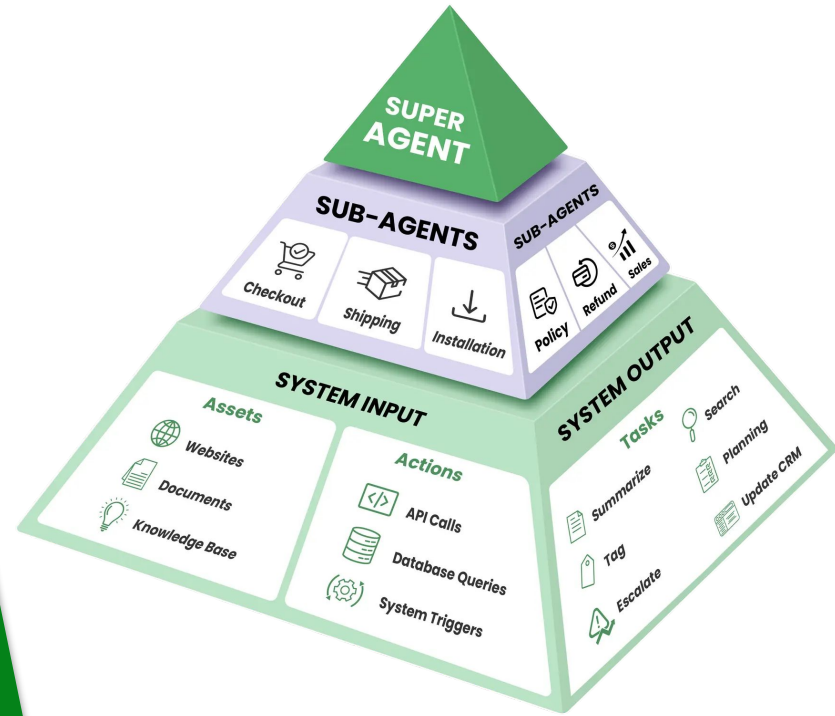 SUPER
AGENT
SUB-AGENTS
Checkout
Shipping
Installation
SUB-AGENTS
Policy
Refund
Sales
SYSTEM INPUT
Assets
Websites
Documents
Knowledge Base
Actions
API Calls
Database Queries
System Triggers
SYSTEM OUTPUT
Tasks
Summarize
Tag
Escalate
Search
Planning
Update CRM